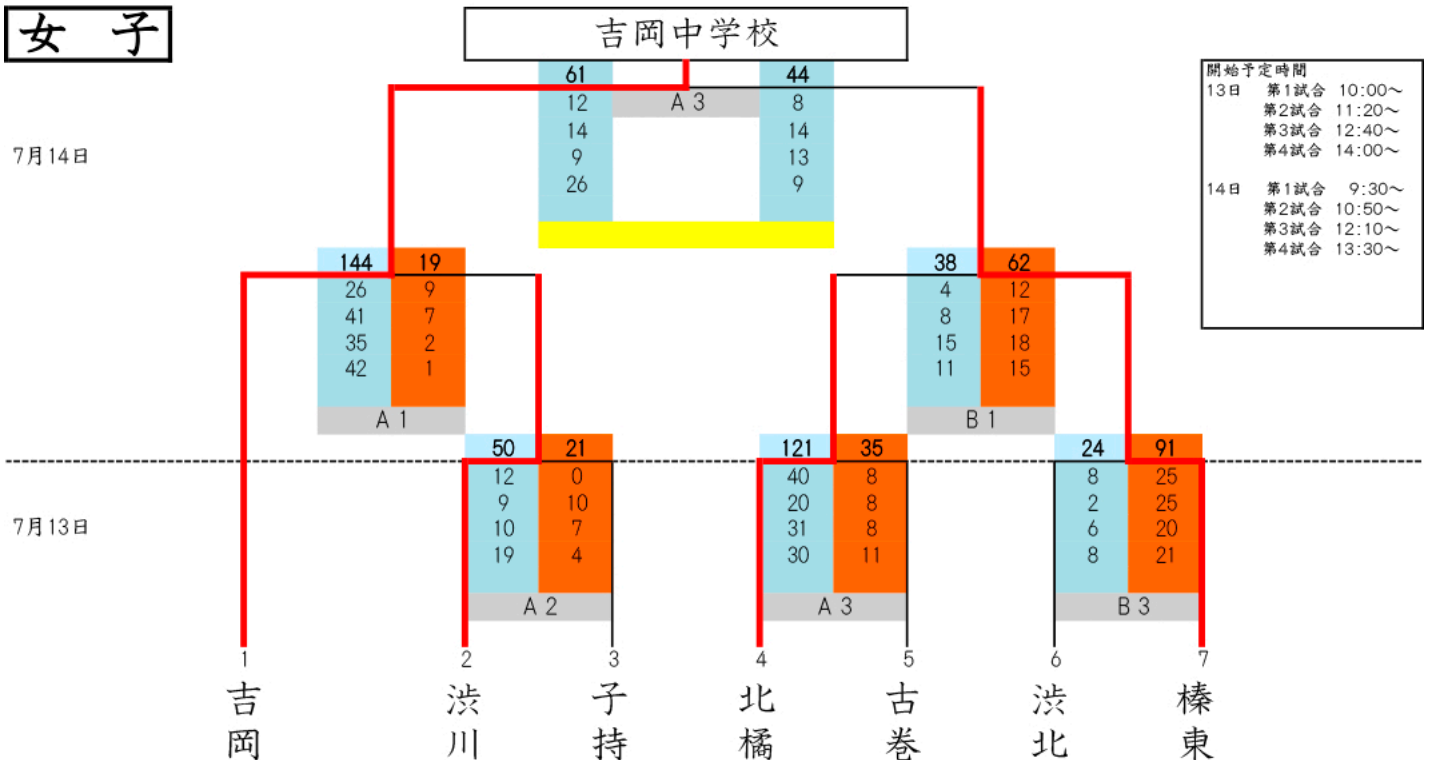 女 子
吉岡中学校
開始予定時間
13日 第1試合 10:00～
第2試合 11:20～
第3試合 12:40～
第4試合 14:00～
14日 第1試合 9:30～
第2試合 10:50～
第3試合 12:10～
第4試合 13:30～
61 44
12 A 3 8
14 14
9 13
26 9
7月14日
144 19 38 62
26 9 4 12
41 7 8 17
35 2 15 18
42 1 11 15
A 1 B 1
50 21 121 35 24 91
12 0 40 8 8 25
9 10 20 8 2 25
10 7 31 8 6 20
19 4 30 11 8 21
7月13日
A 2 A 3 B 3
1 2 3 4 5 6 7
吉岡 渋川 子持 北橘 古巻 渋北 榛東